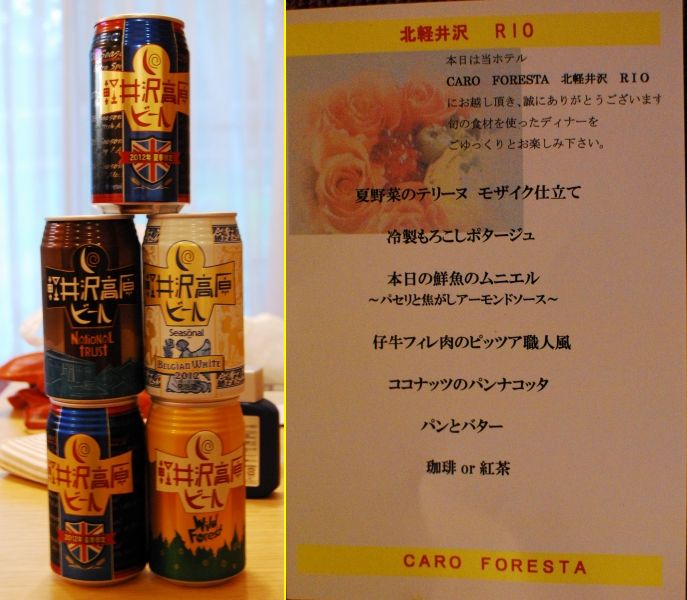 軽井沢高原
ビール
2012年 夏季限定
軽井沢高原
ビール
NATIONAL
TRUST
軽井沢高原
ビール
Seasonal
BELGIAN WHITE
2012
軽井沢高原
ビール
2012年 夏季限定
軽井沢高原
ビール
Wild
Forest
北軽井沢 RIO
本日は当ホテル
CARO FORESTA 北軽井沢 RIO
にお越し頂き、誠にありがとうございます
旬の食材を使ったディナーを
ごゆっくりとお楽しみ下さい。
夏野菜のテリーヌ モザイク仕立て
冷製もろこしポタージュ
本日の鮮魚のムニエル
～パセリと焦がしアーモンドソース～
仔牛フィレ肉のピッツア職人風
ココナッツのパンナコッタ
パンとバター
珈琲 or 紅茶
CARO FORESTA